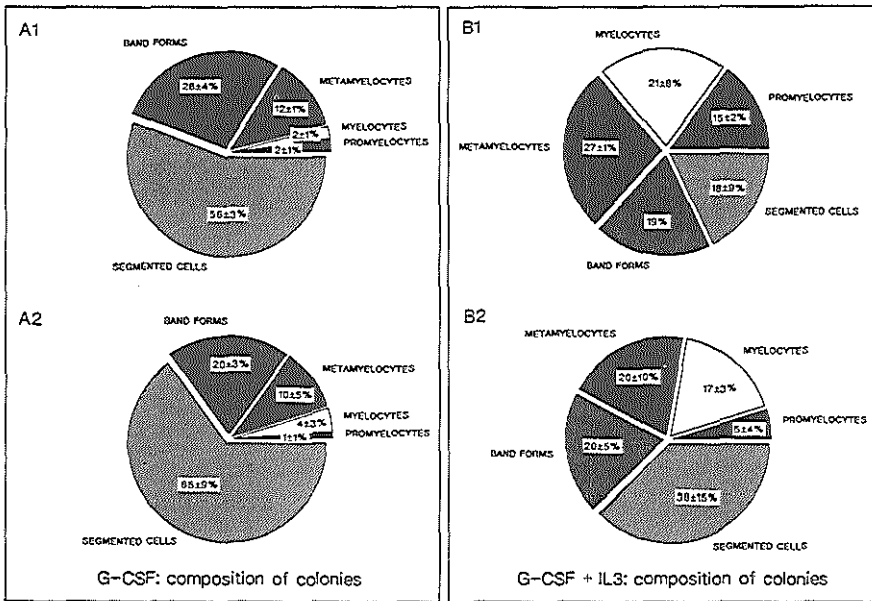 A1
BAND FORMS
28±4%
METAMYELOCYTES
12±1%
MYELOCYTES
2±1%
PROMYELOCYTES
2±1%
56±3%
SEGMENTED CELLS
A2
BAND FORMS
20±3%
METAMYELOCYTES
10±5%
MYELOCYTES
4±3%
PROMYELOCYTES
1±1%
65±9%
SEGMENTED CELLS
G-CSF: composition of colonies
B1
MYELOCYTES
21±8%
PROMYELOCYTES
15±2%
METAMYELOCYTES
27±1%
18±9%
SEGMENTED CELLS
19%
BAND FORMS
B2
METAMYELOCYTES
MYELOCYTES
20±10%
17±3%
PROMYELOCYTES
5±4%
BAND FORMS
20±5%
38±15%
SEGMENTED CELLS
G-CSF + IL3: composition of colonies